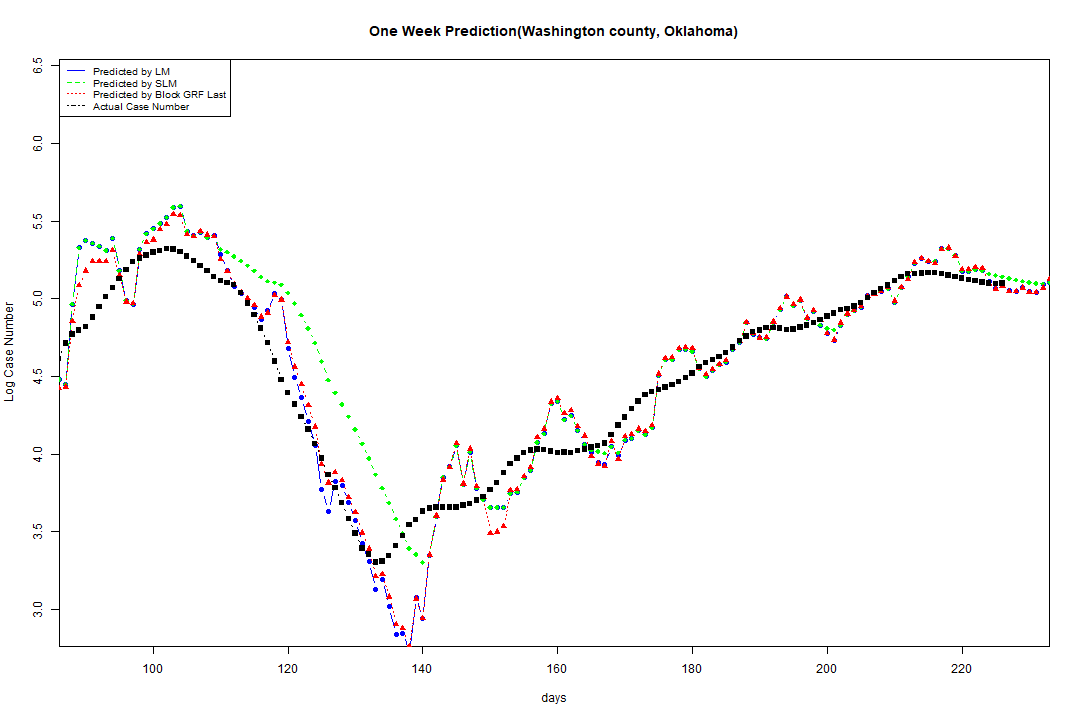 One Week Prediction(Washington county, Oklahoma)
Predicted by LM
Predicted by SLM
Predicted by Block GRF Last
Actual Case Number
Log Case Number
6.5
6.0
5.5
5.0
4.5
4.0
3.5
3.0
100 120 140 160 180 200 220
days